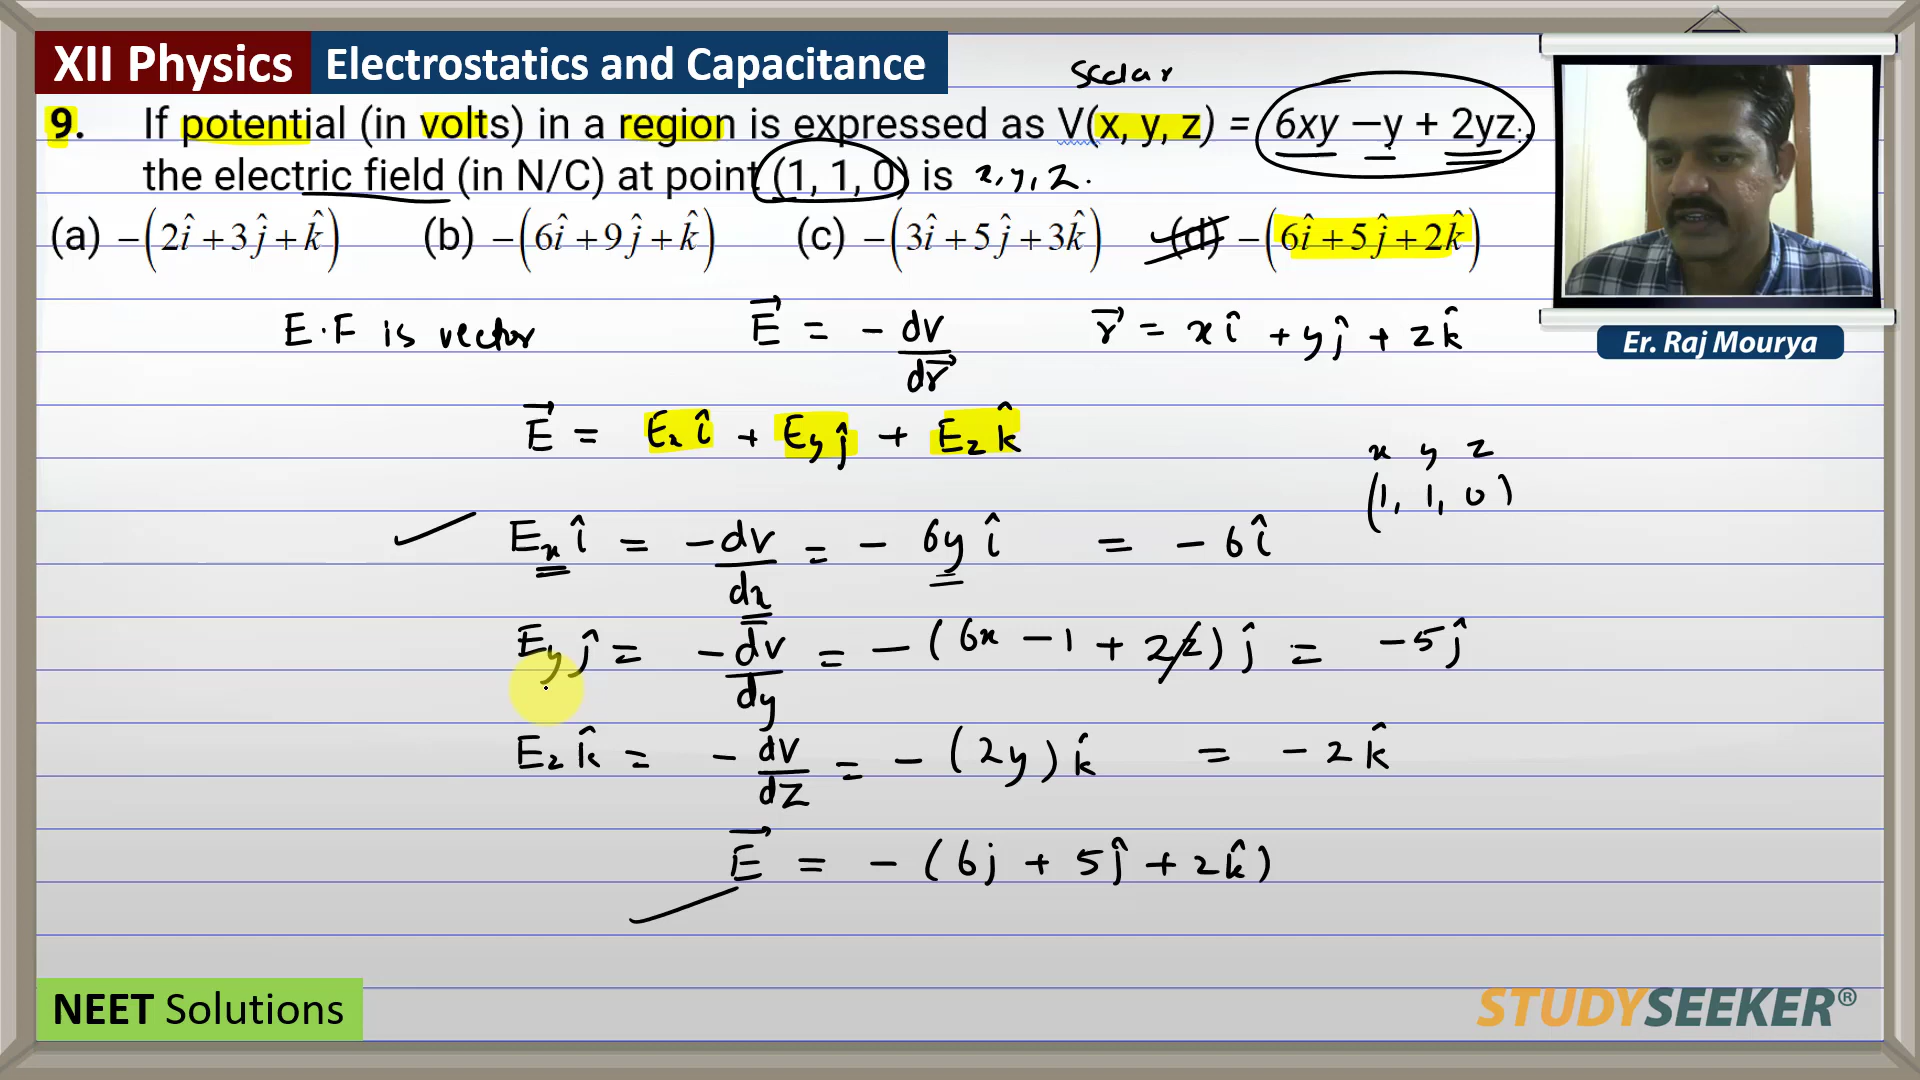 XII Physics Electrostatics and Capacitance
Scalar
9. If potential (in volts) in a region is expressed as V(x, y, z) = 6xy −y + 2yz.,
the electric field (in N/C) at point (1, 1, 0) is x, y, z.
(a) −(2î +3ĵ+k̂) (b) −(6î +9ĵ+k̂) (c) −(3î +5ĵ+3k̂) (d) −(6î+5ĵ+2k̂)
Er. Raj Mourya
E.F is vector E⃗ = − dv/dr⃗ r⃗ = xî + yĵ + zk̂
E⃗ = Exî + Eyĵ + Ezk̂
x y z
(1, 1, 0)
Exî = −dv/dx = − 6yî = − 6î
Eyĵ = −dv/dy = −(6x − 1 + 2z)ĵ = −5ĵ
Ezk̂ = − dv/dz = − (2y)k̂ = − 2k̂
E⃗ = − (6j + 5ĵ + 2k̂)
NEET Solutions
STUDYSEEKER®